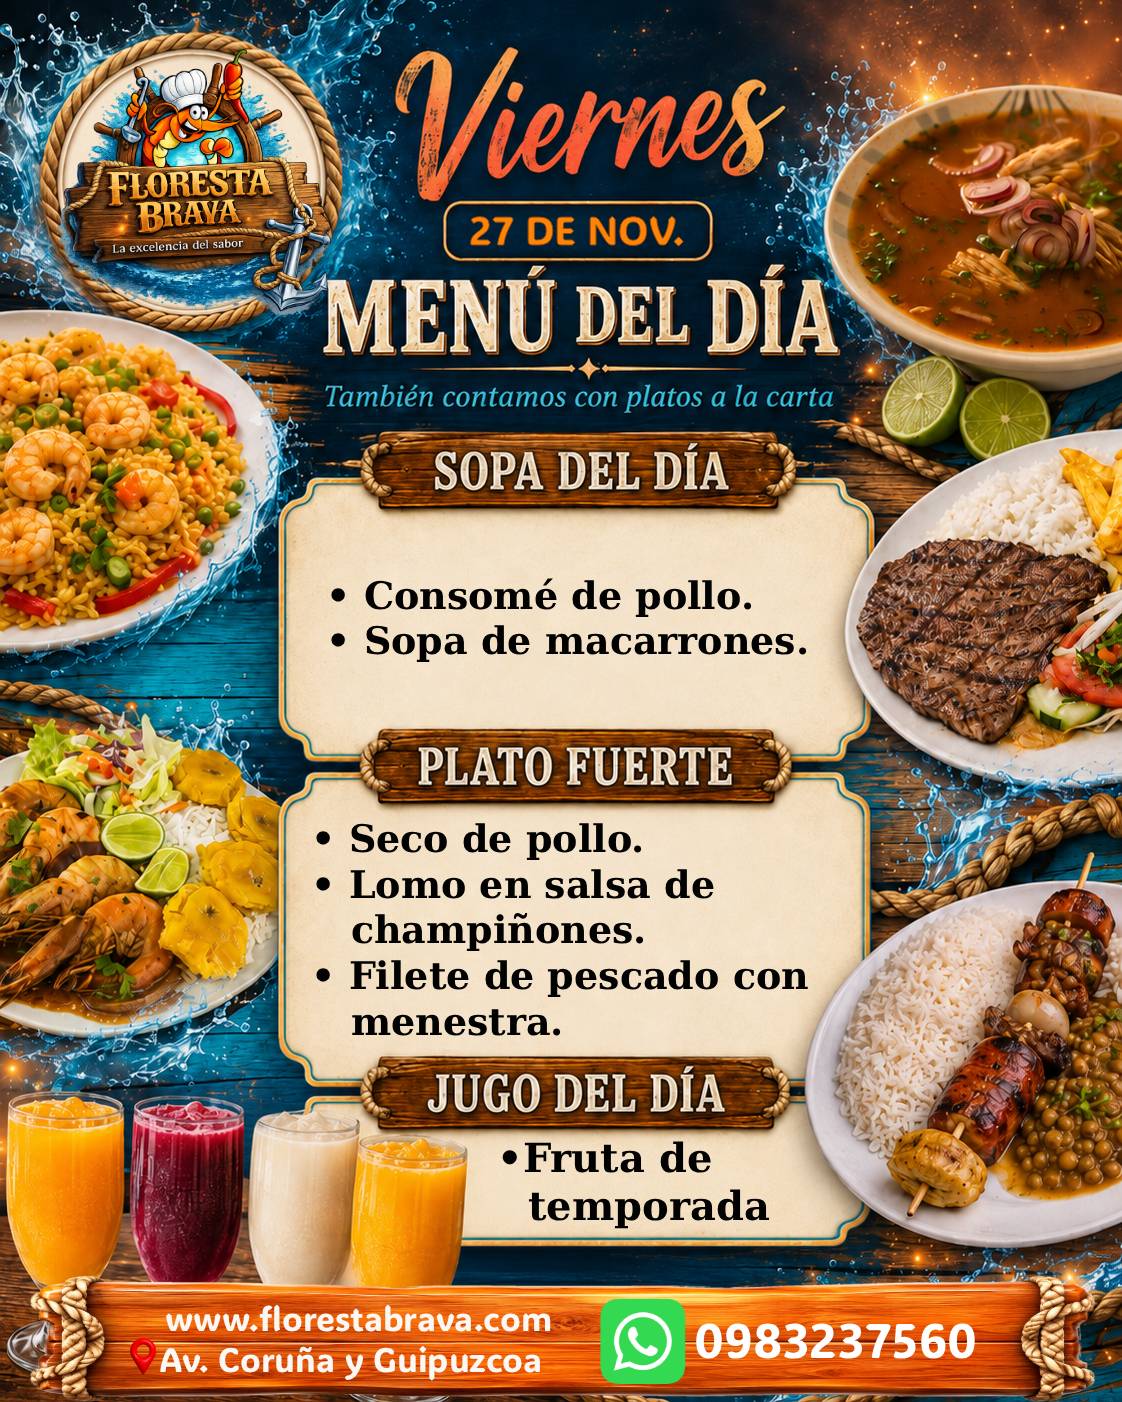 FLORESTA
BRAVA
La excelencia del sabor
Viernes
27 DE NOV.
MENÚ DEL DÍA
También contamos con platos a la carta
SOPA DEL DÍA
• Consomé de pollo.
• Sopa de macarrones.
PLATO FUERTE
• Seco de pollo.
• Lomo en salsa de
champiñones.
• Filete de pescado con
menestra.
JUGO DEL DÍA
•Fruta de
temporada
www.florestabrava.com
Av. Coruña y Guipuzcoa
0983237560